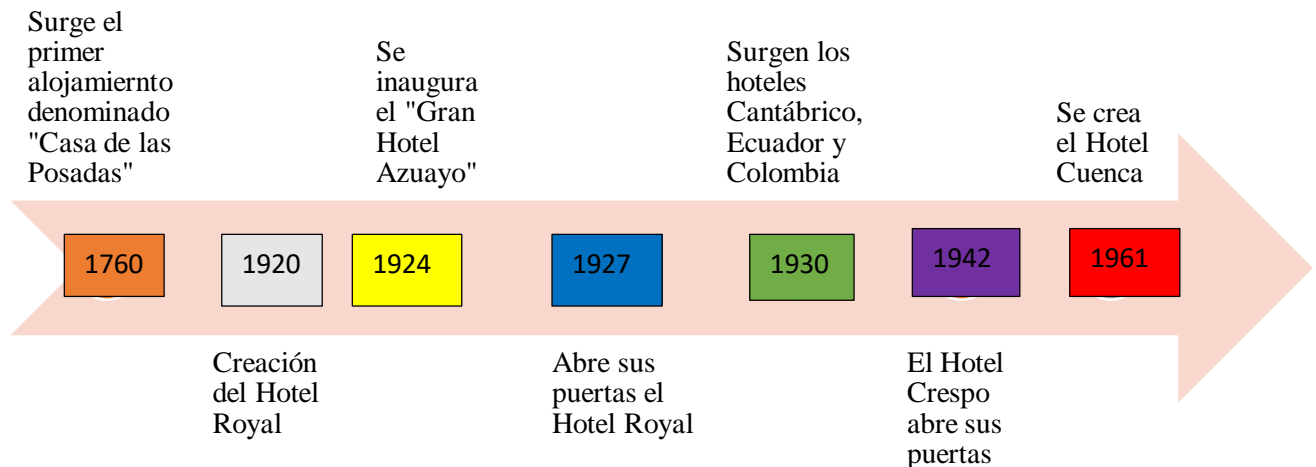 Surge el
primer
alojamiernto
denominado
"Casa de las
Posadas"
1760
1920
Creación
del Hotel
Royal
Se
inaugura
el "Gran
Hotel
Azuayo"
1924
1927
Abre sus
puertas el
Hotel Royal
Surgen los
hoteles
Cantábrico,
Ecuador y
Colombia
1930
1942
El Hotel
Crespo
abre sus
puertas
Se crea
el Hotel
Cuenca
1961